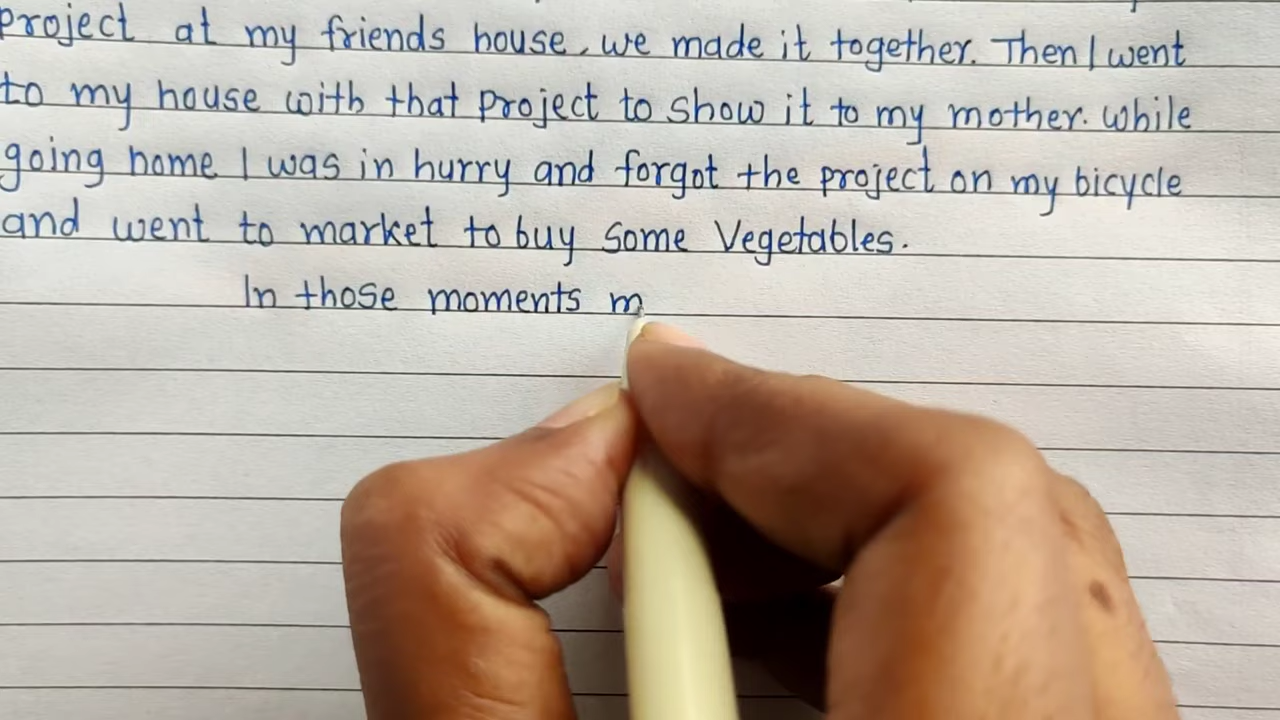 project at my friends house, we made it together. Then I went
to my house with that project to show it to my mother. while
going home I was in hurry and forgot the project on my bicycle
and went to market to buy some Vegetables.
In those moments m